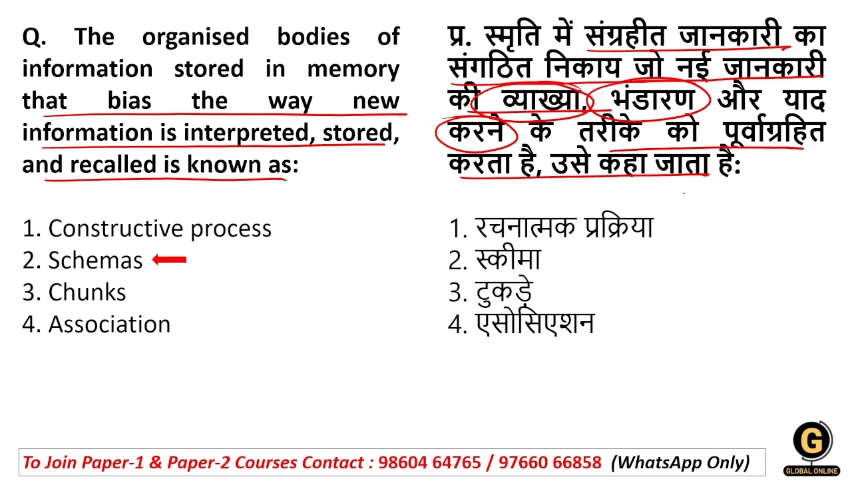 Q. The organised bodies of
information stored in memory
that bias the way new
information is interpreted, stored,
and recalled is known as:
1. Constructive process
2. Schemas
3. Chunks
4. Association
प्र. स्मृति में संग्रहीत जानकारी का
संगठित निकाय जो नई जानकारी
की व्याख्या, भंडारण और याद
करने के तरीके को पूर्वाग्रहित
करता है, उसे कहा जाता है:
1. रचनात्मक प्रक्रिया
2. स्कीमा
3. टुकड़े
4. एसोसिएशन
To Join Paper-1 & Paper-2 Courses Contact : 98604 64765 / 97660 66858 (WhatsApp Only)
G
GLOBAL ONLINE